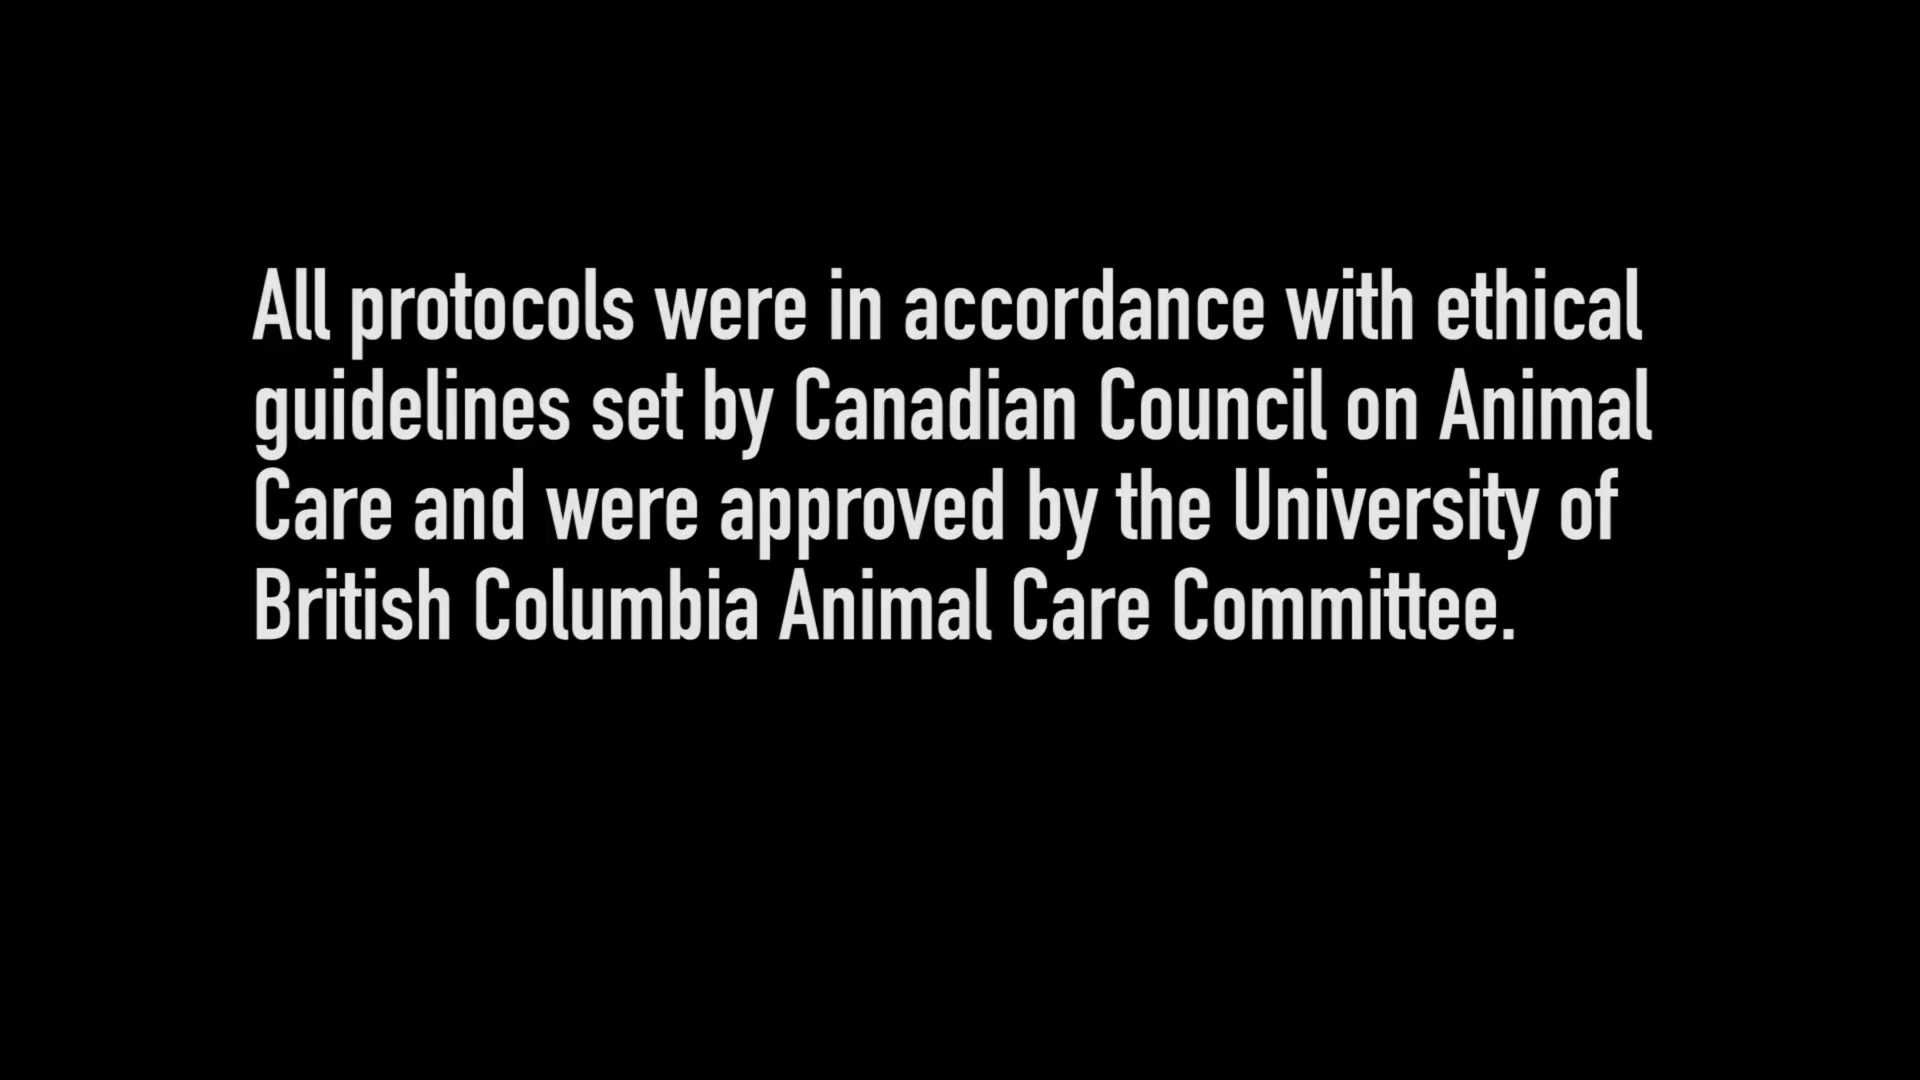 All protocols were in accordance with ethical
guidelines set by Canadian Council on Animal
Care and were approved by the University of
British Columbia Animal Care Committee.